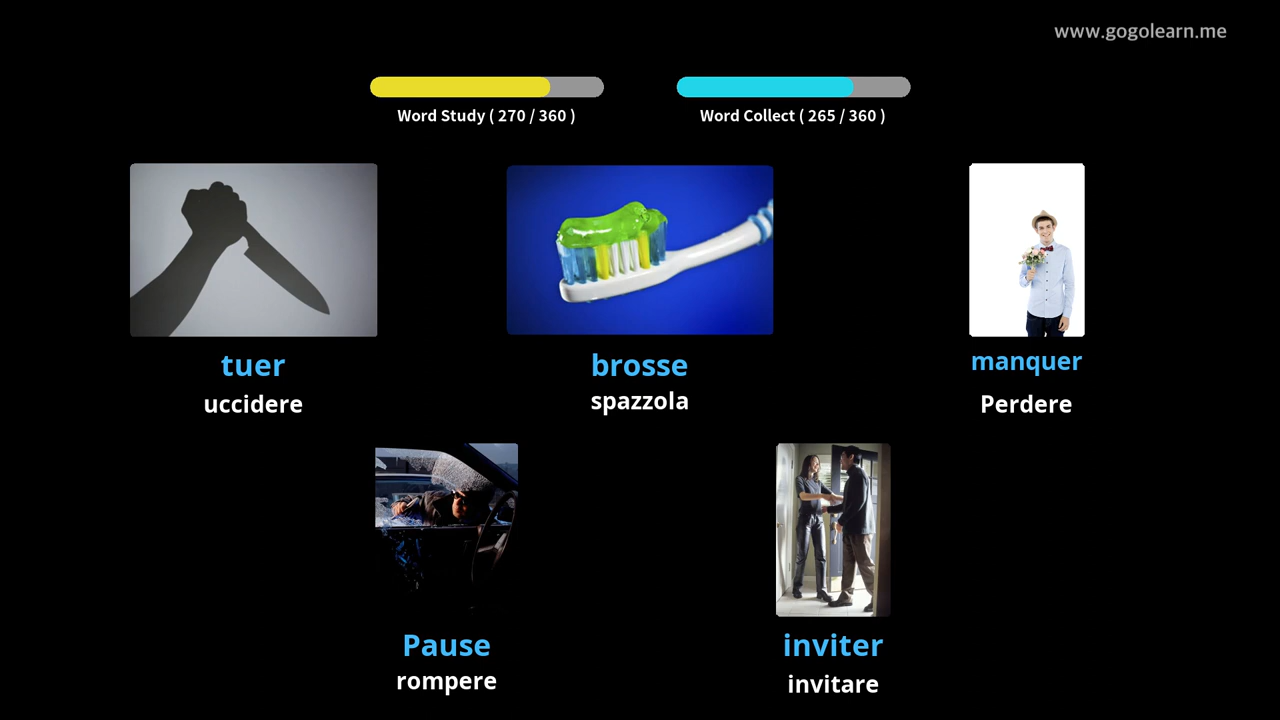 www.gogolearn.me
Word Study ( 270 / 360 )
Word Collect ( 265 / 360 )
tuer
uccidere
brosse
spazzola
manquer
Perdere
Pause
rompere
inviter
invitare